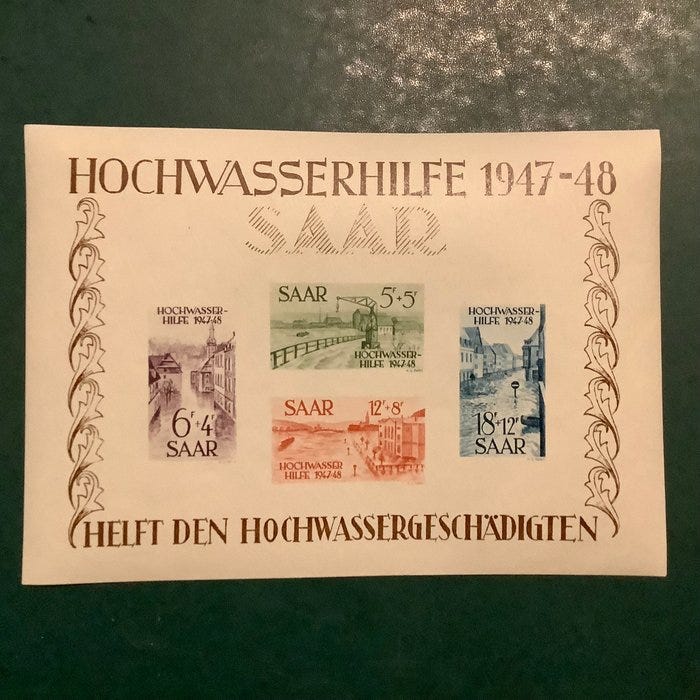 HOCHWASSERHILFE 1947-48
SAAR
HOCHWASSER-
HILFE 1947-48
6F+4F
SAAR
SAAR 5F+5F
HOCHWASSER-
HILFE 1947-48
SAAR 12F+8F
HOCHWASSER
HILFE 1947-48
HOCHWASSER-
HILFE 1947-48
18F+12F
SAAR
HELFT DEN HOCHWASSERGESCHÄDIGTEN